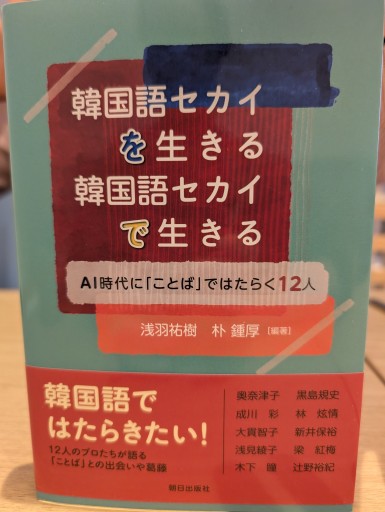 韓国語セカイ
を生きる
韓国語セカイ
で生きる
AI時代に「ことば」ではたらく12人
浅羽祐樹 朴 鍾厚[編著]
韓国語で
はたらきたい!
12人のプロたちが語る
「ことば」との出会いや葛藤
奥奈津子 黒島規史
成川 彩 林 炫情
大貫智子 新井保裕
浅見綾子 梁 紅梅
木下 瞳 辻野裕紀
朝日出版社